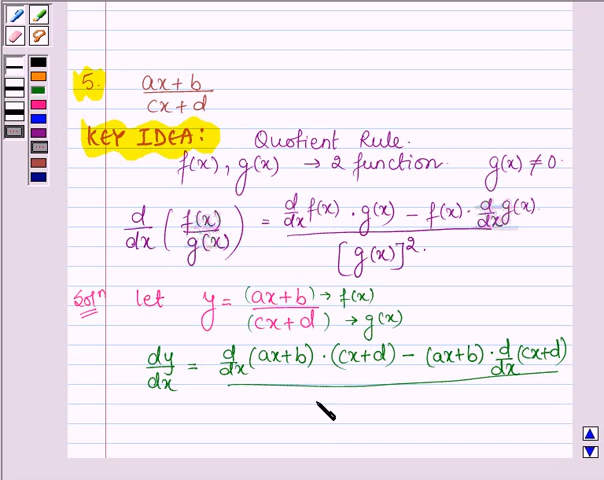 5. (ax+b)/(cx+d)
KEY IDEA: Quotient Rule.
f(x), g(x) → 2 function. g(x) ≠ 0.
d/dx (f(x)/g(x)) = (d/dx f(x) · g(x) − f(x) · d/dx g(x)) / [g(x)]².
Solⁿ let y = (ax+b) → f(x) / (cx+d) → g(x)
dy/dx = d/dx (ax+b) · (cx+d) − (ax+b) · d/dx (cx+d)